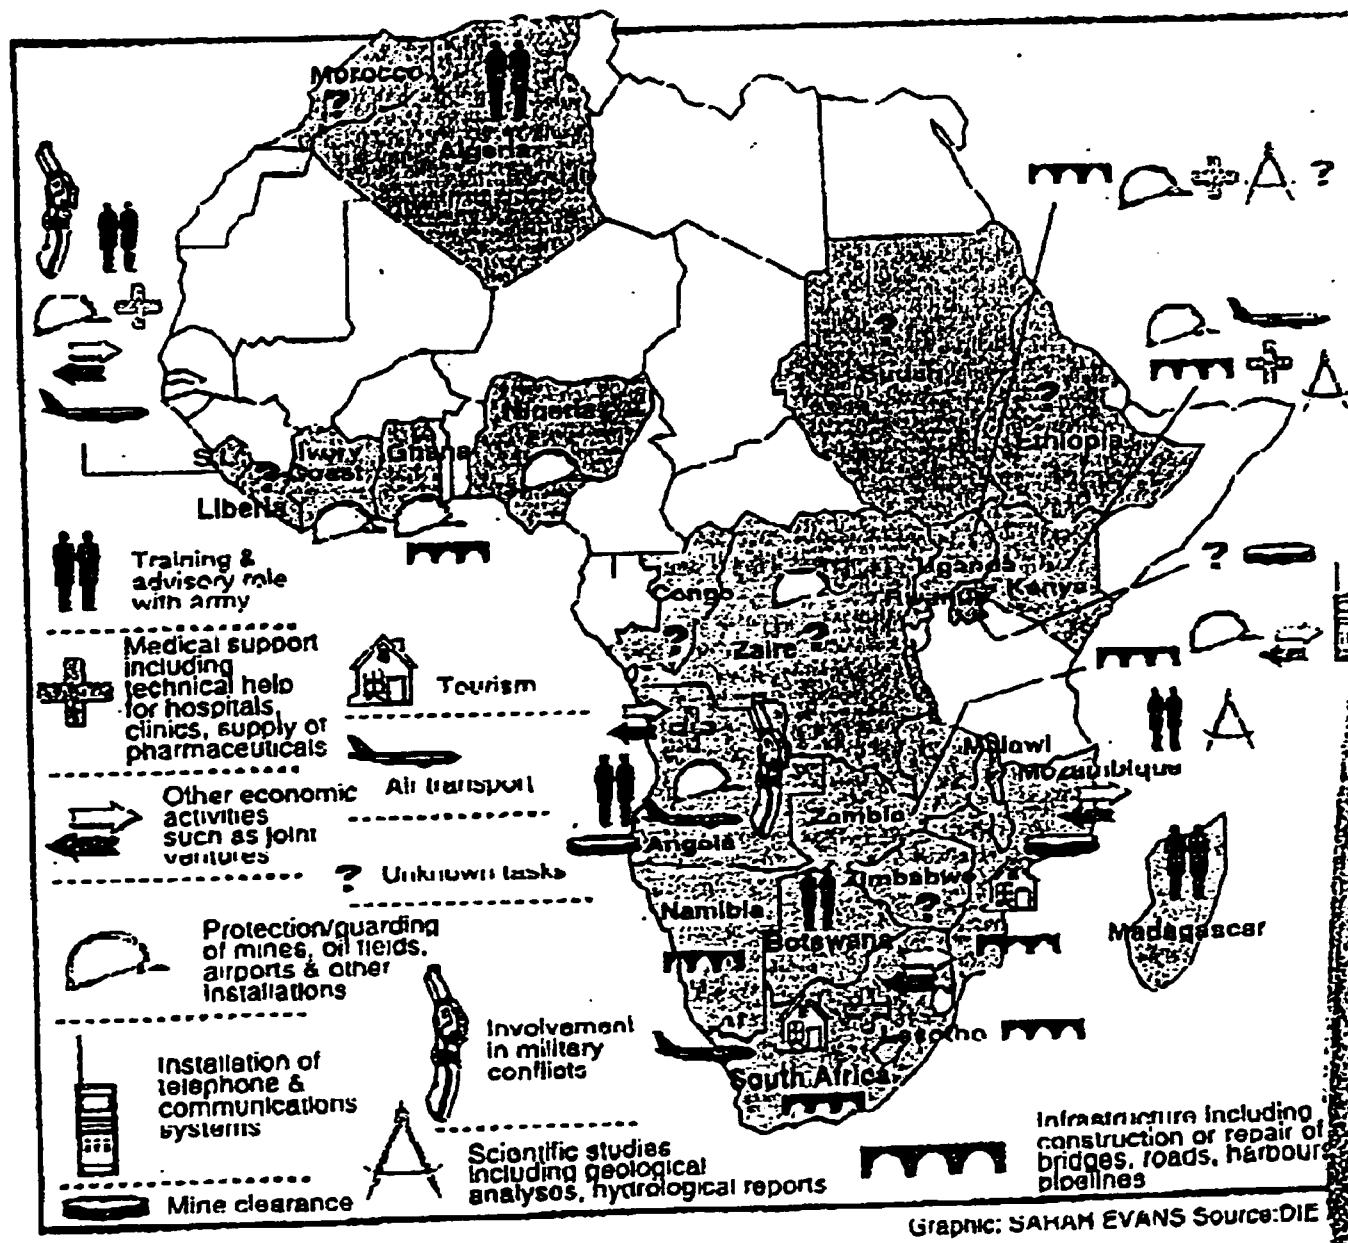 Morocco
?
Algeria
?
?
Sudan
?
Ethiopia
Nigeria
S L
?
Ivory
Coast
Ghana
Liberia
Uganda
Kenya
Rwanda
?
Congo
?
Zaire
?
Malawi
Mozambique
Zambia
Angola
Zimbabwe
?
Namibia
Botswana
Madagascar
Lesotho
South Africa
Training &
advisory role
with army
Medical support
including
technical help
for hospitals,
clinics, supply of
pharmaceuticals
Other economic
activities
such as joint
ventures
Protection/guarding
of mines, oil fields,
airports & other
installations
Installation of
telephone &
communications
systems
Mine clearance
Tourism
Air transport
? Unknown tasks
Involvement
in military
conflicts
Scientific studies
including geological
analyses, hydrological reports
Infrastructure including
construction or repair of
bridges, roads, harbours
pipelines
Graphic: SARAH EVANS Source:DIE